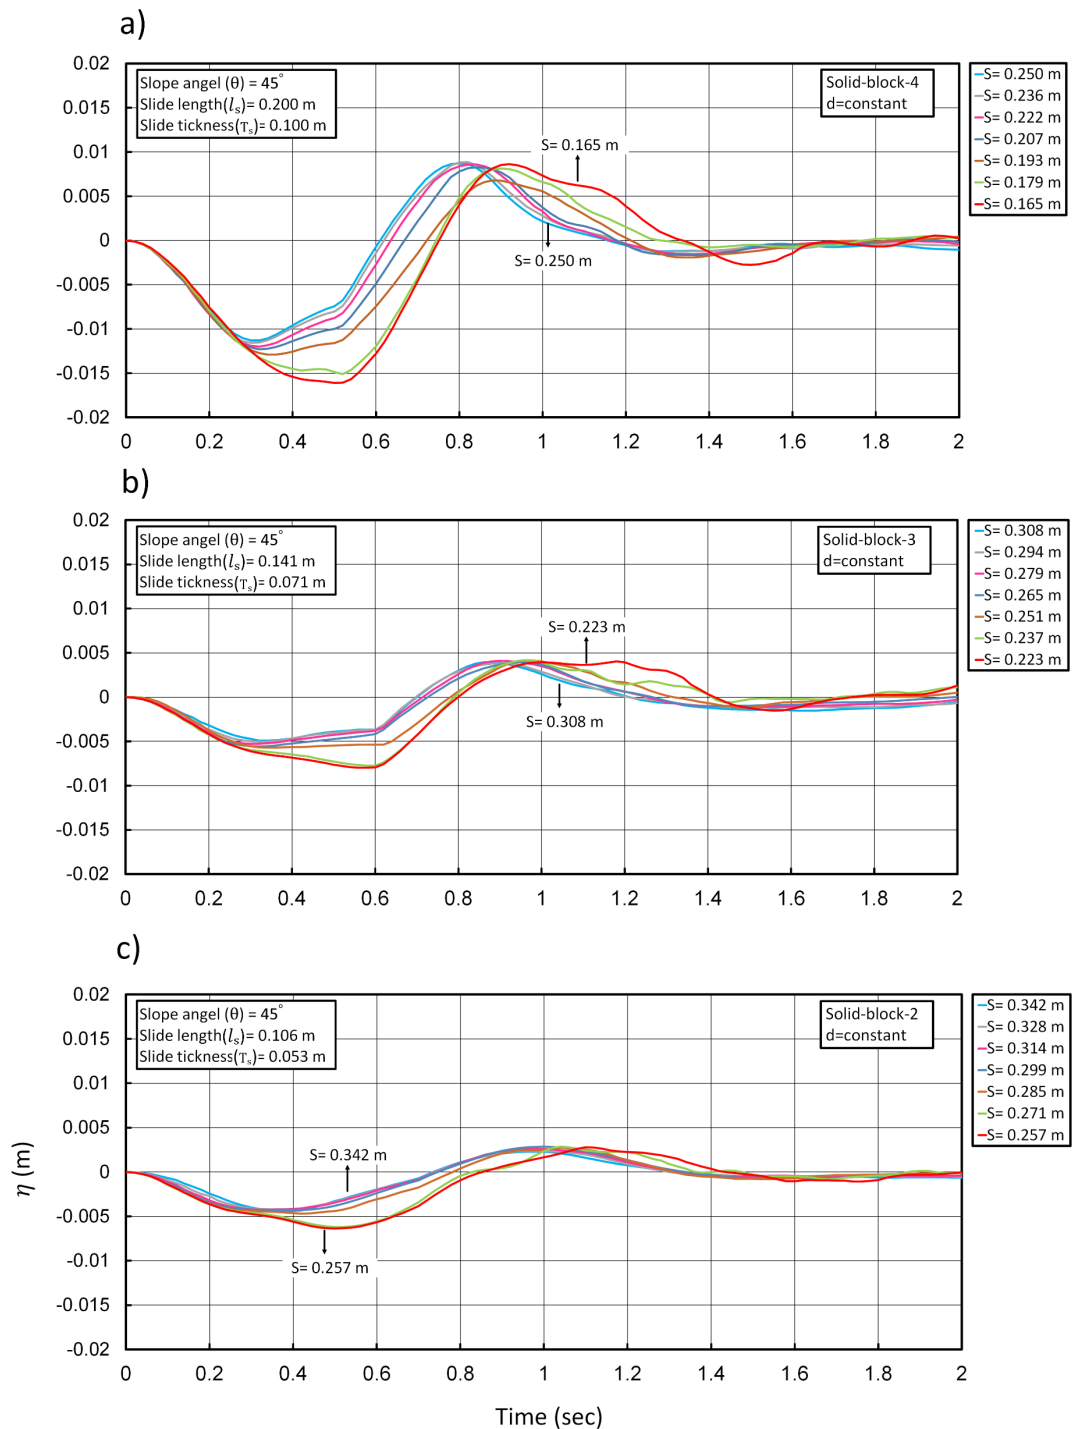 a)
0.02
0.015
0.01
0.005
0
-0.005
-0.01
-0.015
-0.02
Slope angel (θ) = 45°
Slide length(lₛ)= 0.200 m
Slide tickness(Tₛ)= 0.100 m
Solid-block-4
d=constant
S= 0.165 m
S= 0.250 m
S= 0.250 m
S= 0.236 m
S= 0.222 m
S= 0.207 m
S= 0.193 m
S= 0.179 m
S= 0.165 m
0 0.2 0.4 0.6 0.8 1 1.2 1.4 1.6 1.8 2
b)
0.02
0.015
0.01
0.005
0
-0.005
-0.01
-0.015
-0.02
Slope angel (θ) = 45°
Slide length(lₛ)= 0.141 m
Slide tickness(Tₛ)= 0.071 m
Solid-block-3
d=constant
S= 0.223 m
S= 0.308 m
S= 0.308 m
S= 0.294 m
S= 0.279 m
S= 0.265 m
S= 0.251 m
S= 0.237 m
S= 0.223 m
0 0.2 0.4 0.6 0.8 1 1.2 1.4 1.6 1.8 2
c)
0.02
0.015
0.01
0.005
0
-0.005
-0.01
-0.015
-0.02
η (m)
Slope angel (θ) = 45°
Slide length(lₛ)= 0.106 m
Slide tickness(Tₛ)= 0.053 m
Solid-block-2
d=constant
S= 0.342 m
S= 0.257 m
S= 0.342 m
S= 0.328 m
S= 0.314 m
S= 0.299 m
S= 0.285 m
S= 0.271 m
S= 0.257 m
0 0.2 0.4 0.6 0.8 1 1.2 1.4 1.6 1.8 2
Time (sec)